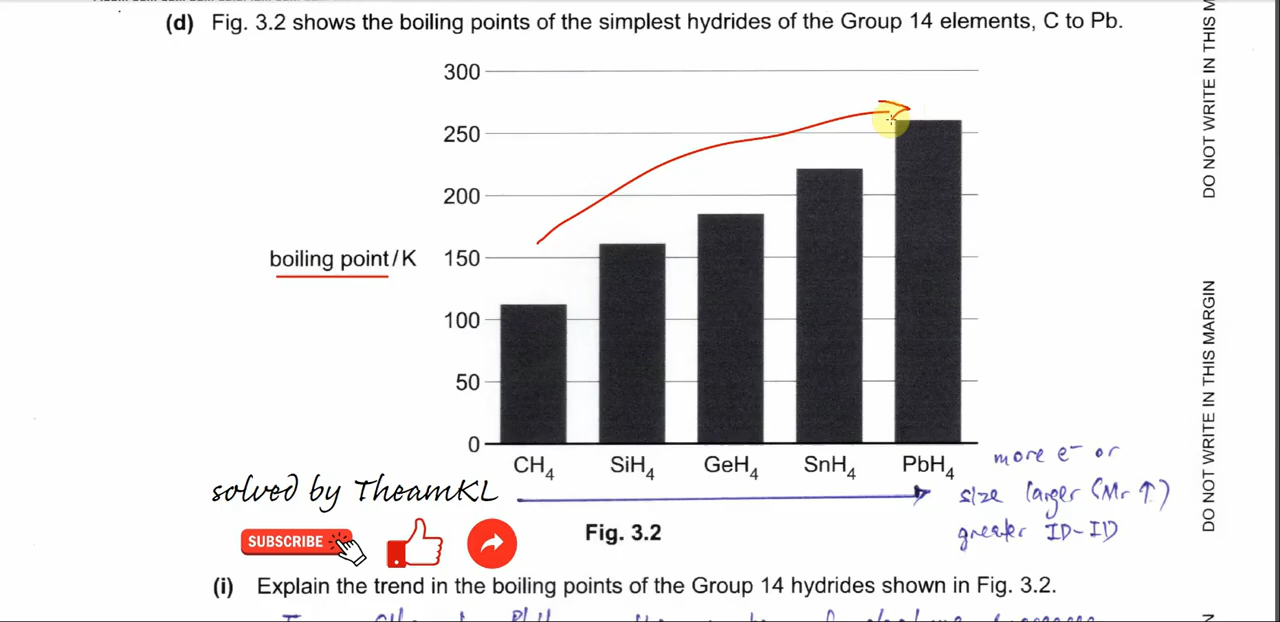 (d) Fig. 3.2 shows the boiling points of the simplest hydrides of the Group 14 elements, C to Pb.
300
250
200
boiling point/K 150
100
50
0
CH4 SiH4 GeH4 SnH4 PbH4
more e⁻ or
size larger (Mr ↑)
greater ID-ID
solved by TheamKL
SUBSCRIBE
Fig. 3.2
(i) Explain the trend in the boiling points of the Group 14 hydrides shown in Fig. 3.2.
DO NOT WRITE IN THIS M
DO NOT WRITE IN THIS MARGIN